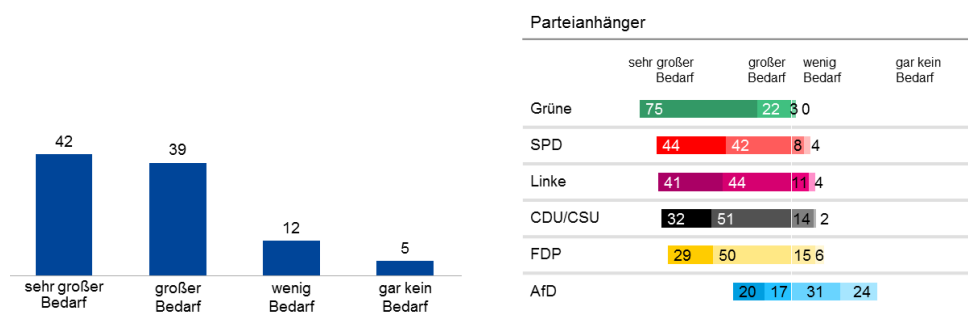 42
39
12
5
sehr großer
Bedarf
großer
Bedarf
wenig
Bedarf
gar kein
Bedarf
Parteianhänger
sehr großer
Bedarf
großer
Bedarf
wenig
Bedarf
gar kein
Bedarf
Grüne 75 22 3 0
SPD 44 42 8 4
Linke 41 44 11 4
CDU/CSU 32 51 14 2
FDP 29 50 15 6
AfD 20 17 31 24